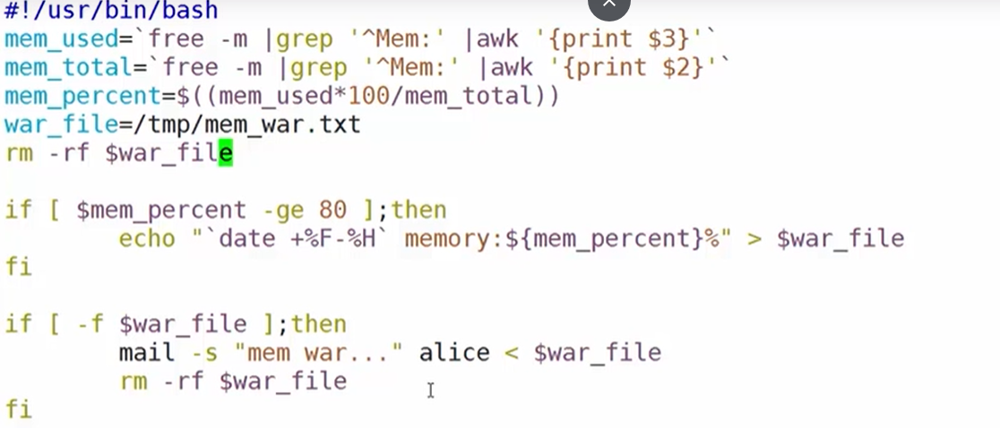 #!/usr/bin/bash
mem_used=`free -m |grep '^Mem:' |awk '{print $3}'`
mem_total=`free -m |grep '^Mem:' |awk '{print $2}'`
mem_percent=$((mem_used*100/mem_total))
war_file=/tmp/mem_war.txt
rm -rf $war_file
if [ $mem_percent -ge 80 ];then
echo "`date +%F-%H` memory:${mem_percent}%" > $war_file
fi
if [ -f $war_file ];then
mail -s "mem war..." alice < $war_file
rm -rf $war_file
fi